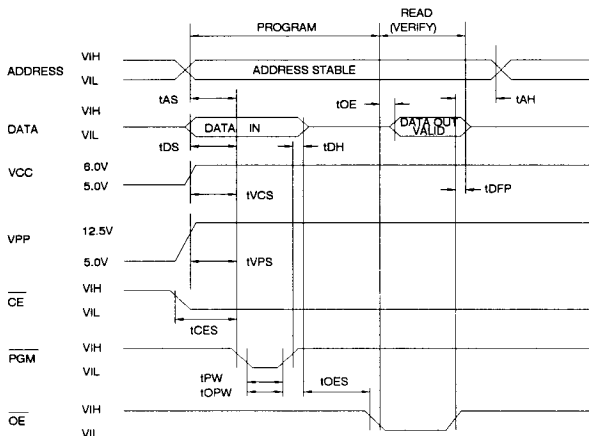 PROGRAM
READ
(VERIFY)
ADDRESS
VIH
VIL
ADDRESS STABLE
tAS
tOE
tAH
DATA
VIH
VIL
DATA IN
DATA OUT
VALID
tDS
tDH
VCC
6.0V
5.0V
tVCS
tDFP
VPP
12.5V
5.0V
tVPS
CE
VIH
VIL
tCES
PGM
VIH
VIL
tPW
tOPW
tOES
OE
VIH
VIL